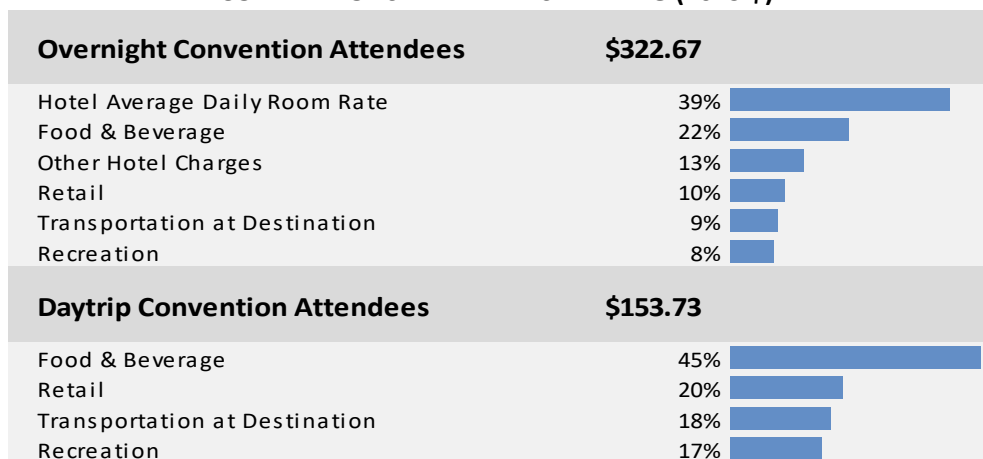 Overnight Convention Attendees $322.67
Hotel Average Daily Room Rate 39%
Food & Beverage 22%
Other Hotel Charges 13%
Retail 10%
Transportation at Destination 9%
Recreation 8%
Daytrip Convention Attendees $153.73
Food & Beverage 45%
Retail 20%
Transportation at Destination 18%
Recreation 17%